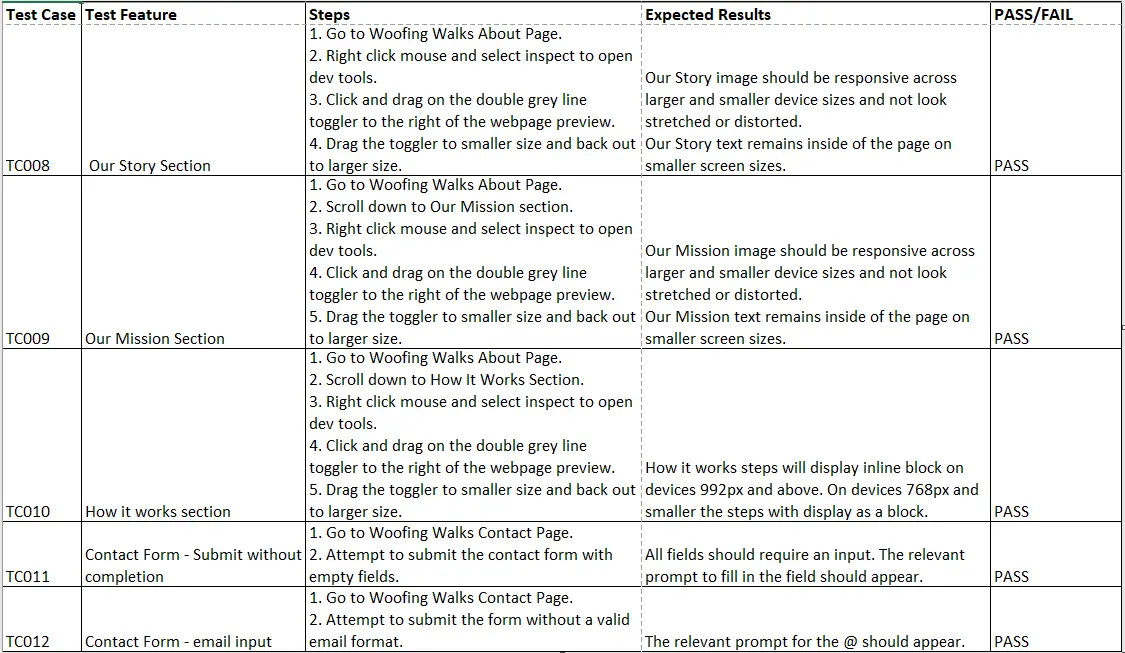 Test Case Test Feature Steps Expected Results PASS/FAIL
TC008
Our Story Section
1. Go to Woofing Walks About Page.
2. Right click mouse and select inspect to open
dev tools.
3. Click and drag on the double grey line
toggler to the right of the webpage preview.
4. Drag the toggler to smaller size and back out
to larger size.
Our Story image should be responsive across
larger and smaller device sizes and not look
stretched or distorted.
Our Story text remains inside of the page on
smaller screen sizes.
PASS
TC009
Our Mission Section
1. Go to Woofing Walks About Page.
2. Scroll down to Our Mission section.
3. Right click mouse and select inspect to open
dev tools.
4. Click and drag on the double grey line
toggler to the right of the webpage preview.
5. Drag the toggler to smaller size and back out
to larger size.
Our Mission image should be responsive across
larger and smaller device sizes and not look
stretched or distorted.
Our Mission text remains inside of the page on
smaller screen sizes.
PASS
TC010
How it works section
1. Go to Woofing Walks About Page.
2. Scroll down to How It Works Section.
3. Right click mouse and select inspect to open
dev tools.
4. Click and drag on the double grey line
toggler to the right of the webpage preview.
5. Drag the toggler to smaller size and back out
to larger size.
How it works steps will display inline block on
devices 992px and above. On devices 768px and
smaller the steps with display as a block.
PASS
TC011
Contact Form - Submit without
completion
1. Go to Woofing Walks Contact Page.
2. Attempt to submit the contact form with
empty fields.
All fields should require an input. The relevant
prompt to fill in the field should appear.
PASS
TC012
Contact Form - email input
1. Go to Woofing Walks Contact Page.
2. Attempt to submit the form without a valid
email format.
The relevant prompt for the @ should appear.
PASS